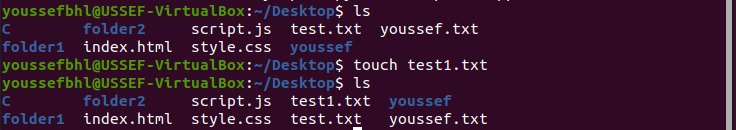 youssefbhl@USSEF-VirtualBox:~/Desktop$ ls
C        folder2     script.js  test.txt  youssef.txt
folder1  index.html  style.css  youssef
youssefbhl@USSEF-VirtualBox:~/Desktop$ touch test1.txt
youssefbhl@USSEF-VirtualBox:~/Desktop$ ls
C        folder2     script.js  test1.txt  youssef
folder1  index.html  style.css  test.txt   youssef.txt